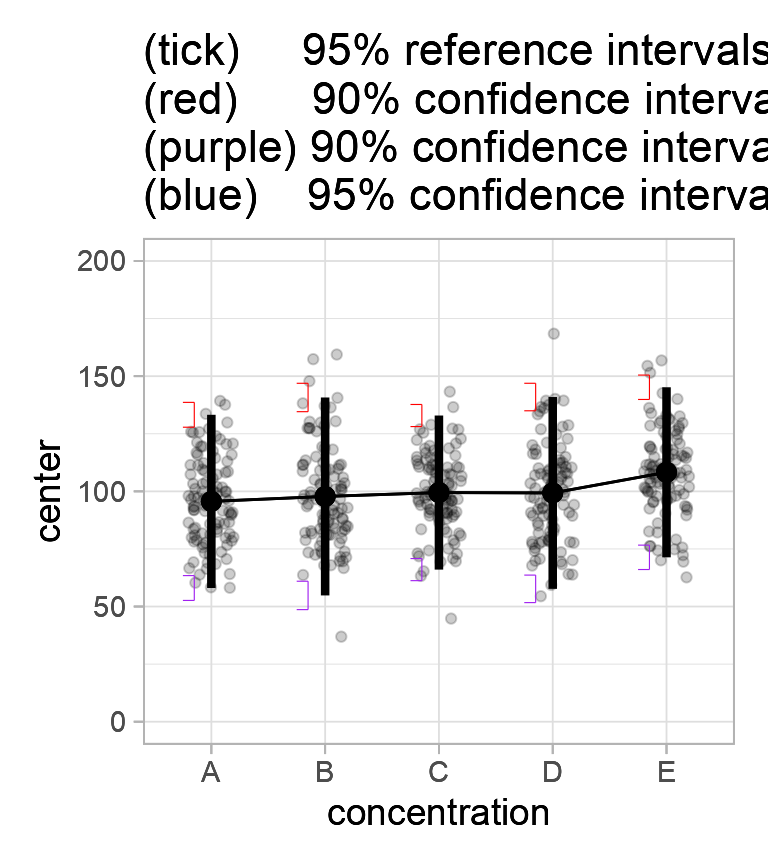 (tick) 95% reference intervals
(red) 90% confidence interva
(purple) 90% confidence interva
(blue) 95% confidence interva
200
150
100
50
0
center
A B C D E
concentration